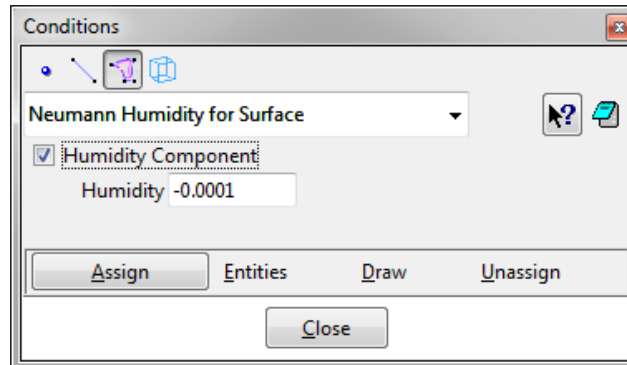 Conditions
Neumann Humidity for Surface
Humidity Component
Humidity -0.0001
Assign Entities Draw Unassign
Close